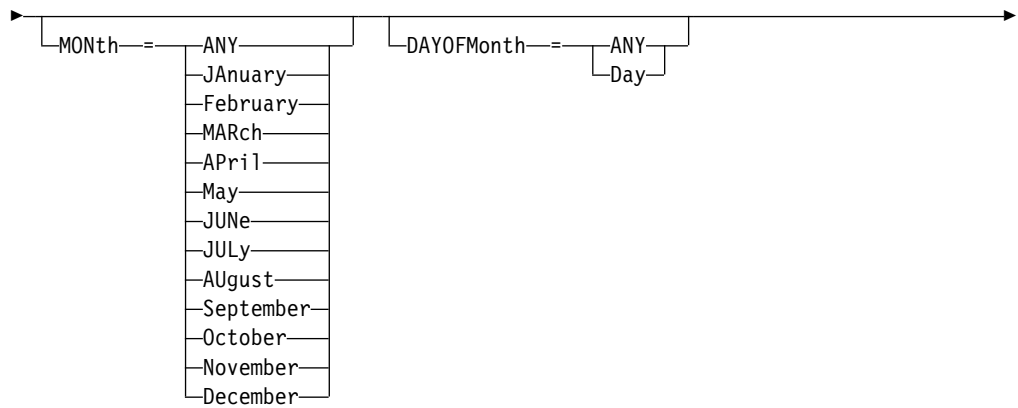 MONth = ANY DAYOFMonth = ANY
JAnuary Day
February
MARch
APril
May
JUNe
JULy
AUgust
September
October
November
December